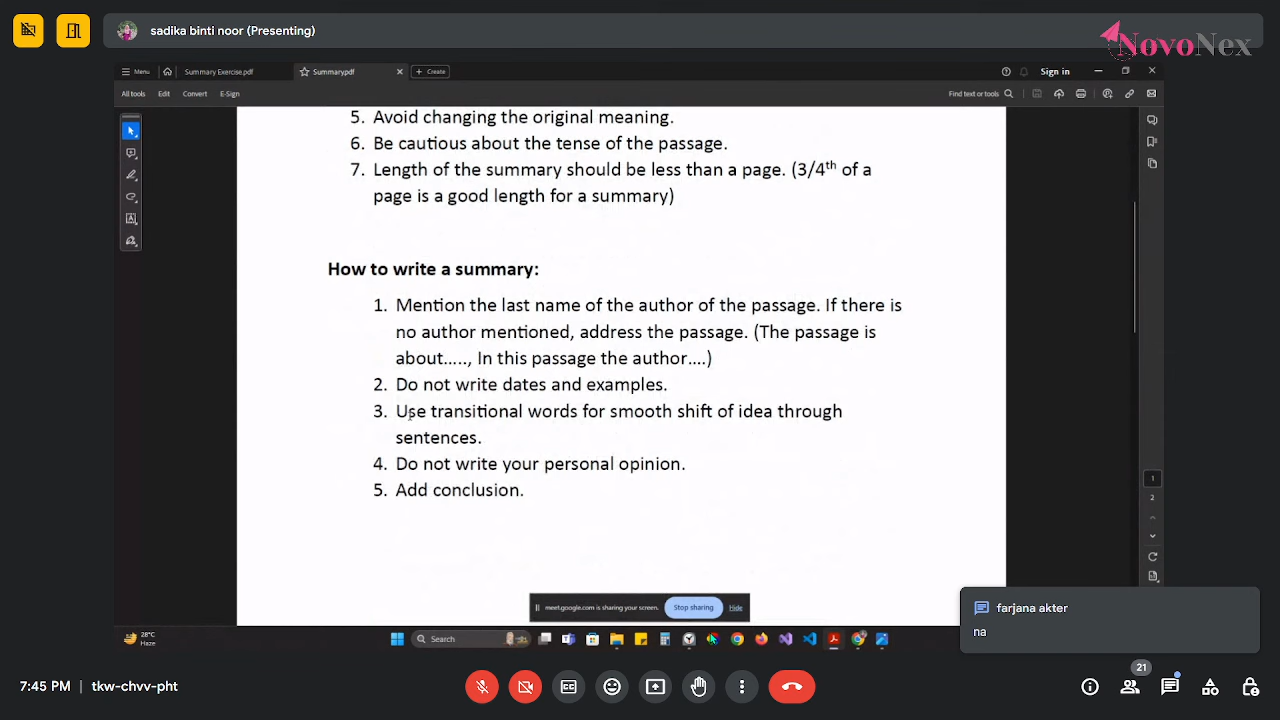 sadika binti noor (Presenting)
NovoNex
Menu
Summary Exercise.pdf
Summary.pdf
Create
Sign in
All tools
Edit
Convert
E-Sign
Find text or tools
5. Avoid changing the original meaning.
6. Be cautious about the tense of the passage.
7. Length of the summary should be less than a page. (3/4th of a
page is a good length for a summary)
How to write a summary:
1. Mention the last name of the author of the passage. If there is
no author mentioned, address the passage. (The passage is
about....., In this passage the author....)
2. Do not write dates and examples.
3. Use transitional words for smooth shift of idea through
sentences.
4. Do not write your personal opinion.
5. Add conclusion.
1
2
meet.google.com is sharing your screen.
Stop sharing
Hide
farjana akter
na
28°C
Haze
Search
21
7:45 PM | tkw-chvv-pht